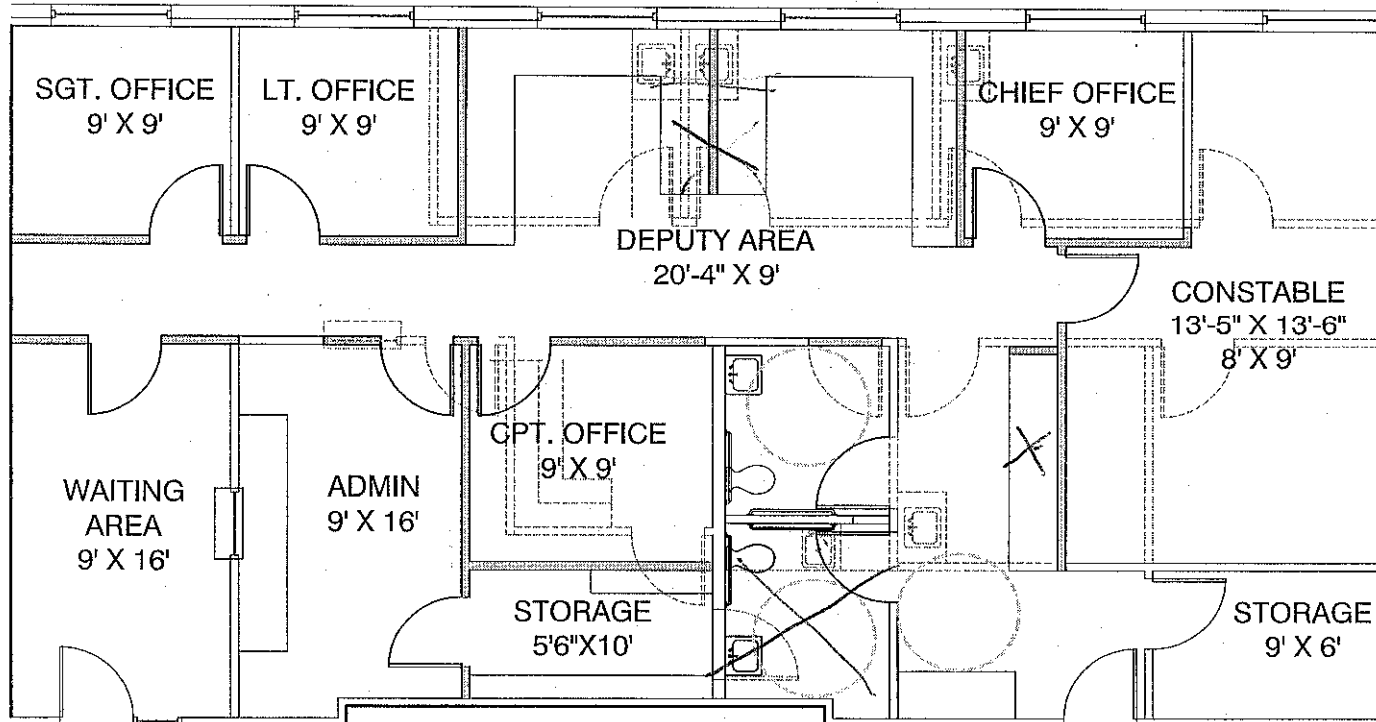 SGT. OFFICE
9' X 9'
LT. OFFICE
9' X 9'
CHIEF OFFICE
9' X 9'
DEPUTY AREA
20'-4" X 9'
CONSTABLE
13'-5" X 13'-6"
8' X 9'
WAITING
AREA
9' X 16'
ADMIN
9' X 16'
CPT. OFFICE
9' X 9'
STORAGE
5'6"X10'
STORAGE
9' X 6'